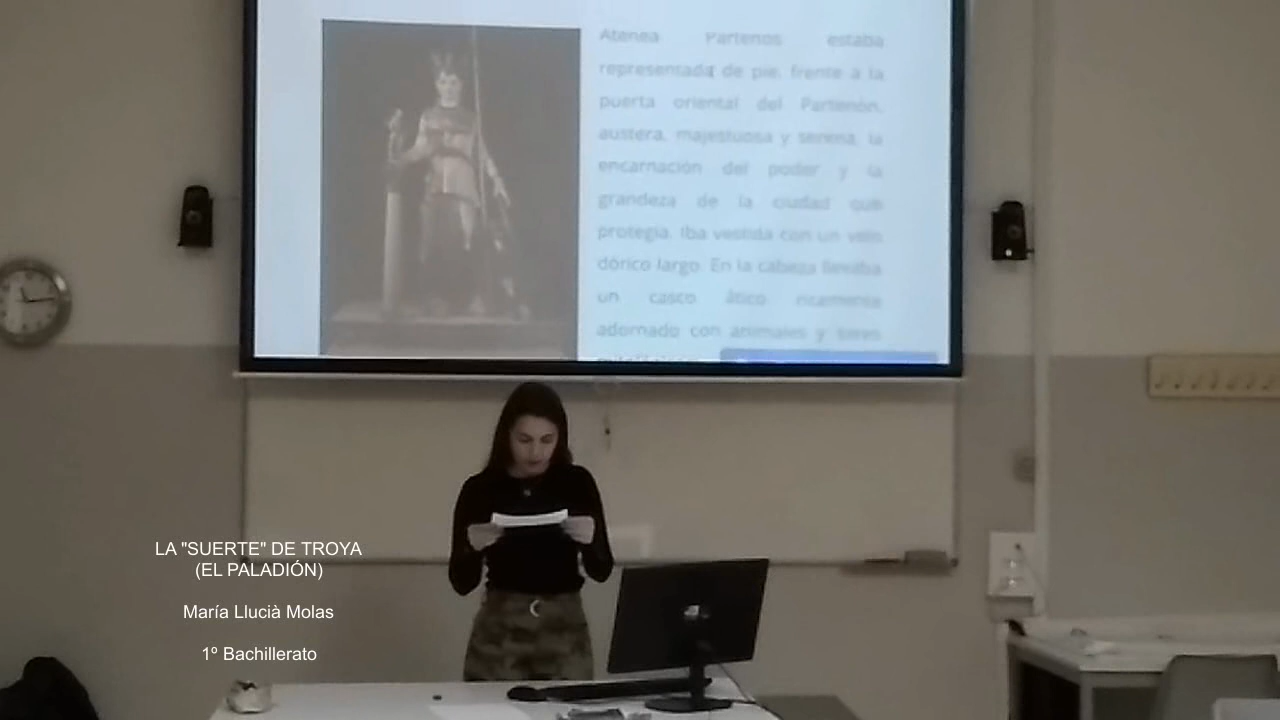 Atenea Partenos estaba
representada de pie, frente a la
puerta oriental del Partenón,
austera, majestuosa y serena, la
encarnación del poder y la
grandeza de la ciudad que
protegía. Iba vestida con un velo
dórico largo. En la cabeza llevaba
un casco ático ricamente
adornado con animales y seres
LA "SUERTE" DE TROYA
(EL PALADIÓN)
María Llucià Molas
1º Bachillerato